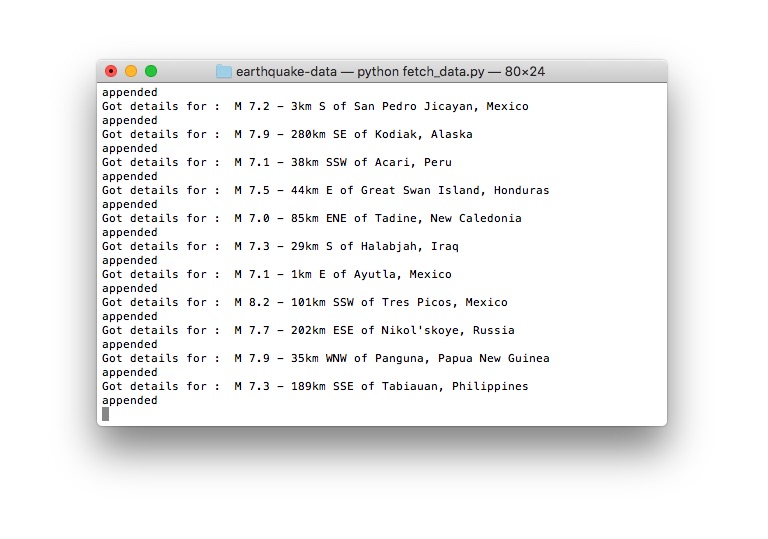 earthquake-data — python fetch_data.py — 80×24
appended
Got details for :  M 7.2 - 3km S of San Pedro Jicayan, Mexico
appended
Got details for :  M 7.9 - 280km SE of Kodiak, Alaska
appended
Got details for :  M 7.1 - 38km SSW of Acari, Peru
appended
Got details for :  M 7.5 - 44km E of Great Swan Island, Honduras
appended
Got details for :  M 7.0 - 85km ENE of Tadine, New Caledonia
appended
Got details for :  M 7.3 - 29km S of Halabjah, Iraq
appended
Got details for :  M 7.1 - 1km E of Ayutla, Mexico
appended
Got details for :  M 8.2 - 101km SSW of Tres Picos, Mexico
appended
Got details for :  M 7.7 - 202km ESE of Nikol'skoye, Russia
appended
Got details for :  M 7.9 - 35km WNW of Panguna, Papua New Guinea
appended
Got details for :  M 7.3 - 189km SSE of Tabiauan, Philippines
appended